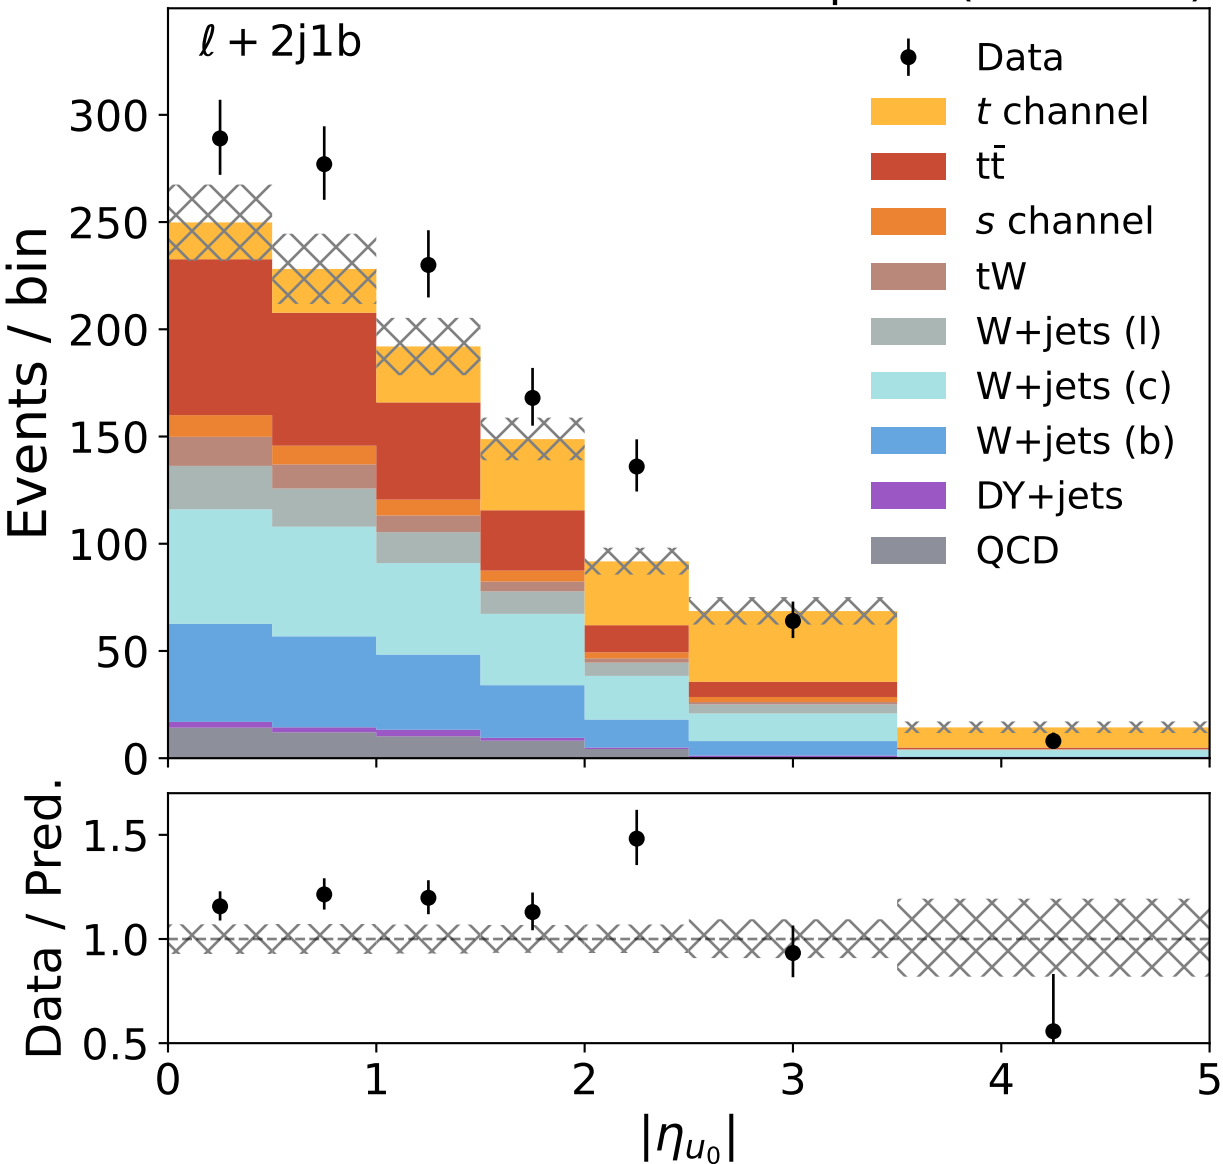 ℓ + 2j1b
Data
t channel
tt̄
s channel
tW
W+jets (l)
W+jets (c)
W+jets (b)
DY+jets
QCD
Events / bin
300
250
200
150
100
50
0
Data / Pred.
1.5
1.0
0.5
0 1 2 3 4 5
|η_{u_0}|